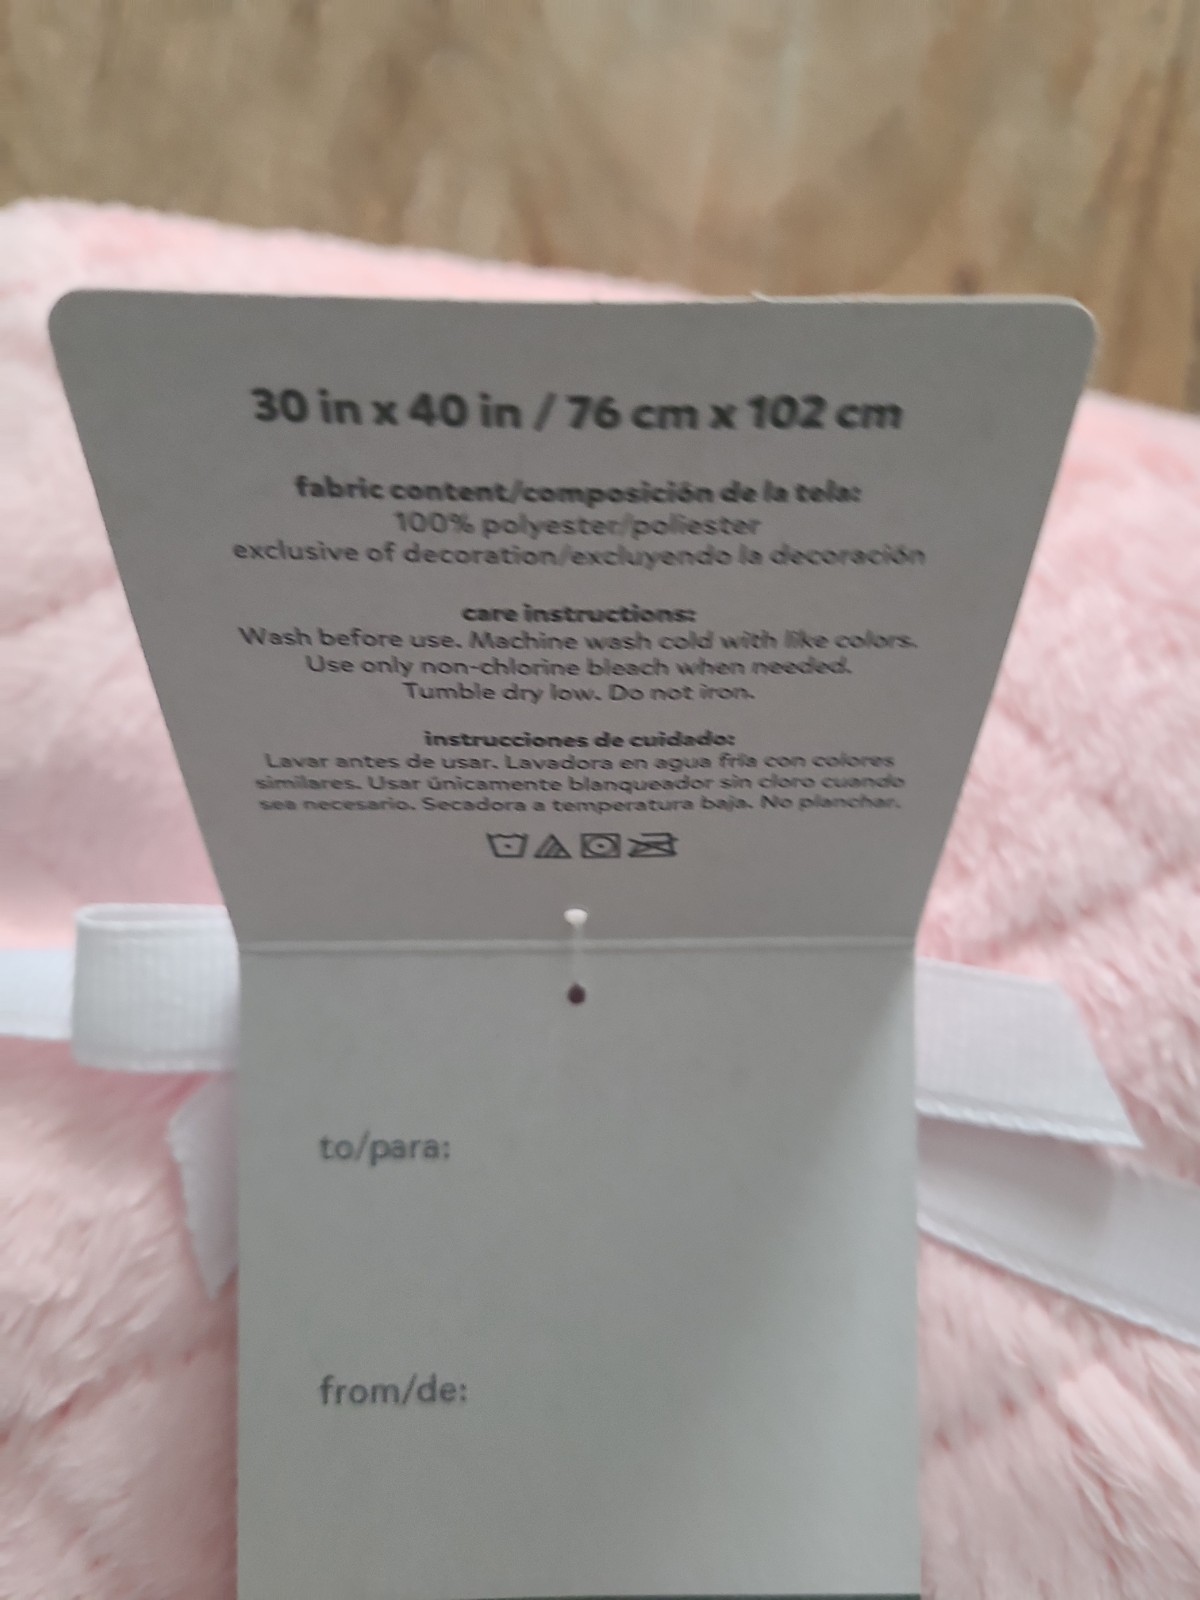 30 in x 40 in / 76 cm x 102 cm
fabric content/composición de la tela:
100% polyester/poliester
exclusive of decoration/excluyendo la decoración
care instructions:
Wash before use. Machine wash cold with like colors.
Use only non-chlorine bleach when needed.
Tumble dry low. Do not iron.
instrucciones de cuidado:
Lavar antes de usar. Lavadora en agua fría con colores
similares. Usar únicamente blanqueador sin cloro cuando
sea necesario. Secadora a temperatura baja. No planchar.
to/para:
from/de: